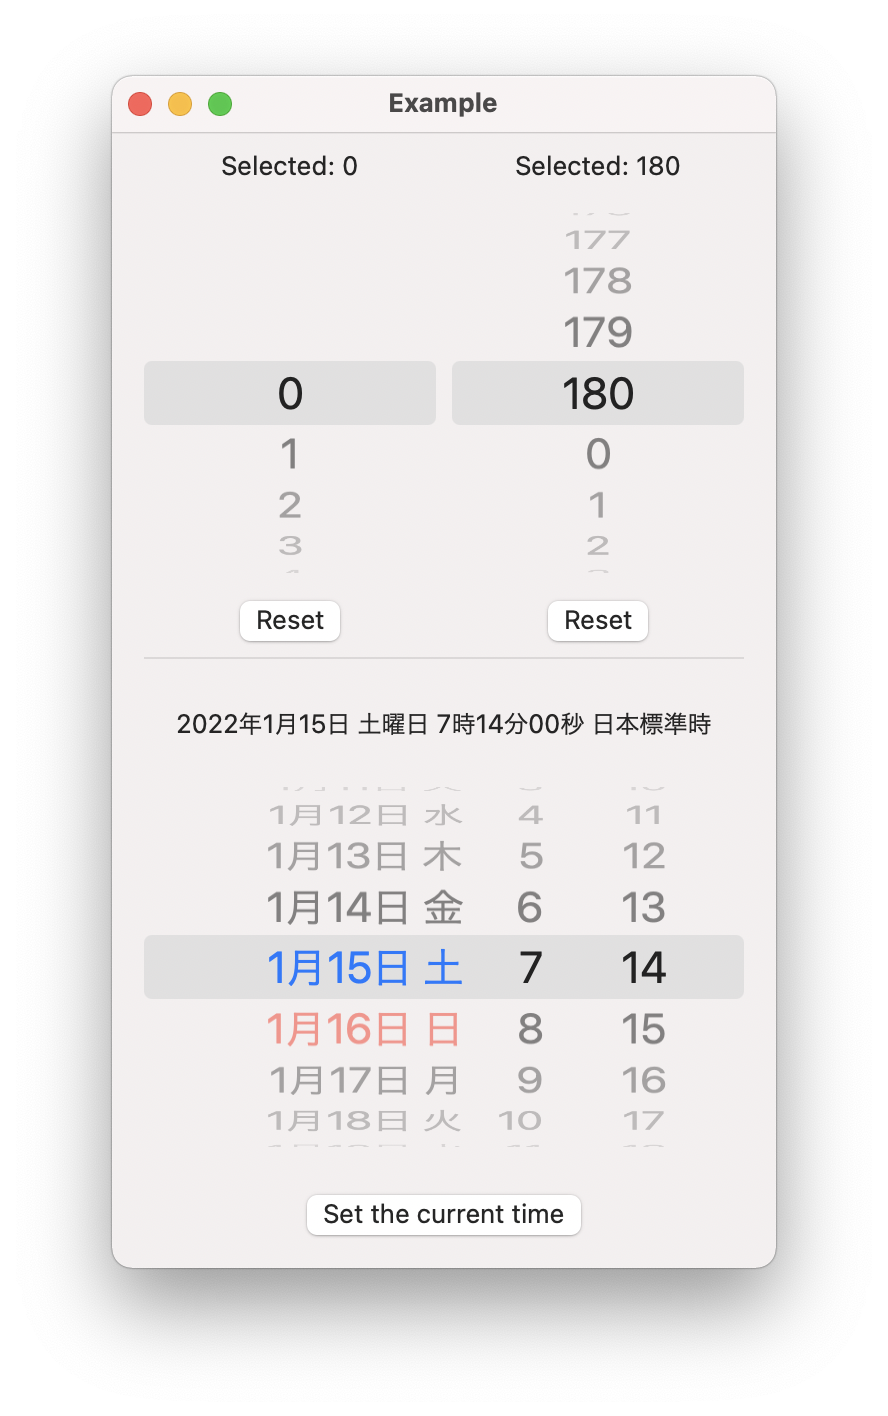 Example
Selected: 0 Selected: 180
177
178
179
0 180
1 0
2 1
3 2
Reset Reset
2022年1月15日 土曜日 7時14分00秒 日本標準時
1月12日 水 4 11
1月13日 木 5 12
1月14日 金 6 13
1月15日 土 7 14
1月16日 日 8 15
1月17日 月 9 16
1月18日 火 10 17
Set the current time